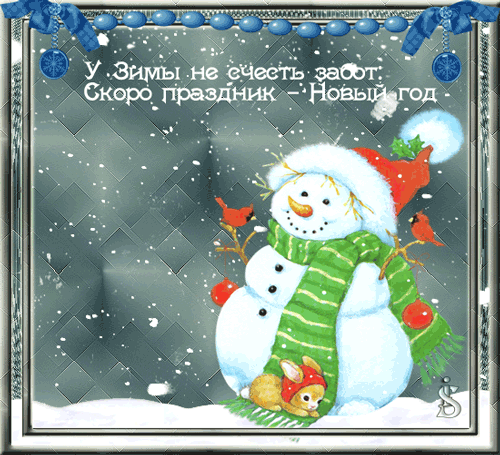 У Зимы не счесть забот:
Скоро праздник - Новый год